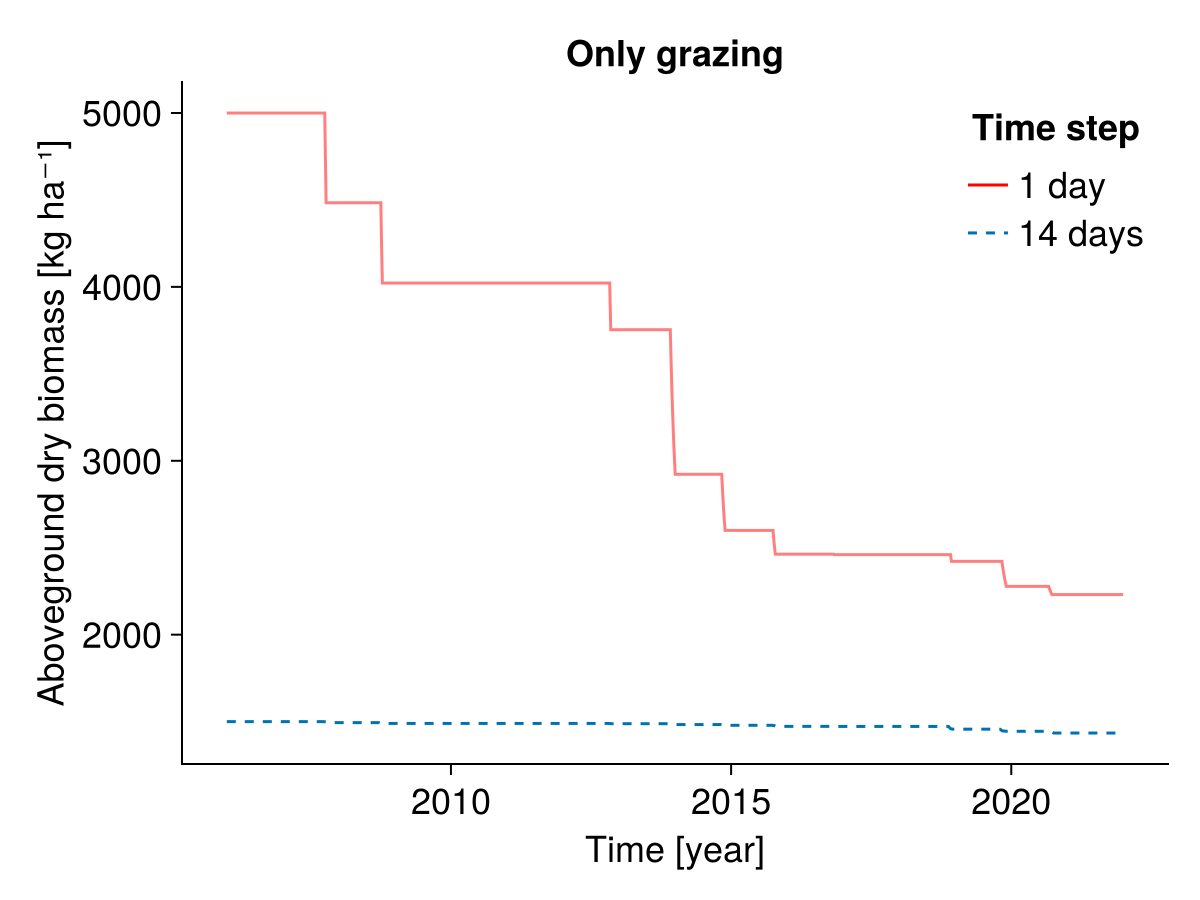 Only grazing
Aboveground dry biomass [kg ha⁻¹]
5000
4000
3000
2000
Time step
1 day
14 days
2010
2015
2020
Time [year]